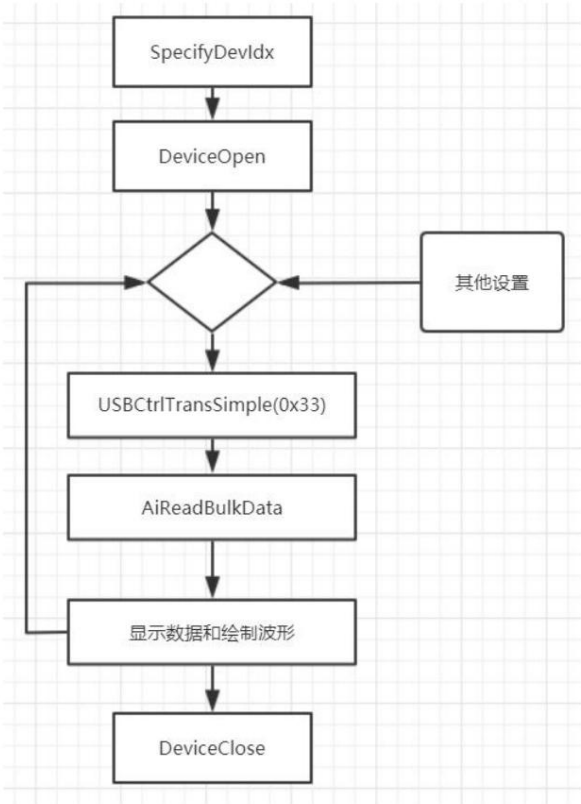 SpecifyDevIdx
DeviceOpen
其他设置
USBCtrlTransSimple(0x33)
AiReadBulkData
显示数据和绘制波形
DeviceClose